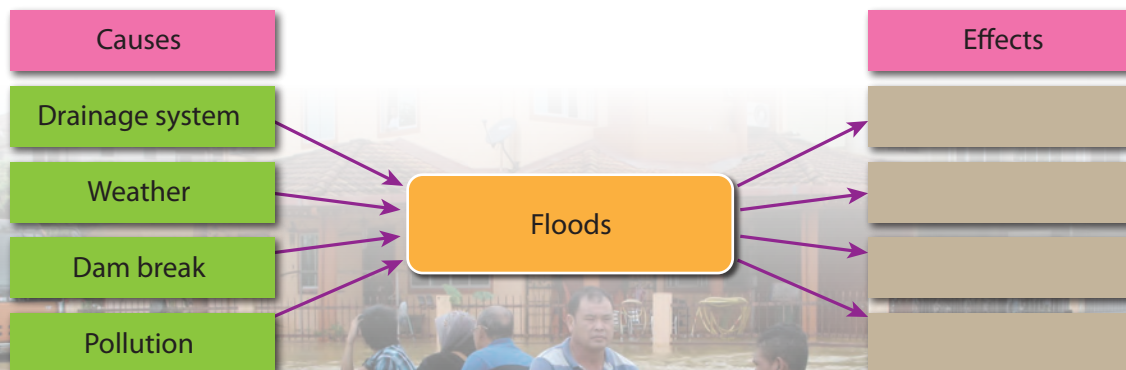 Causes
Effects
Drainage system
Weather
Floods
Dam break
Pollution